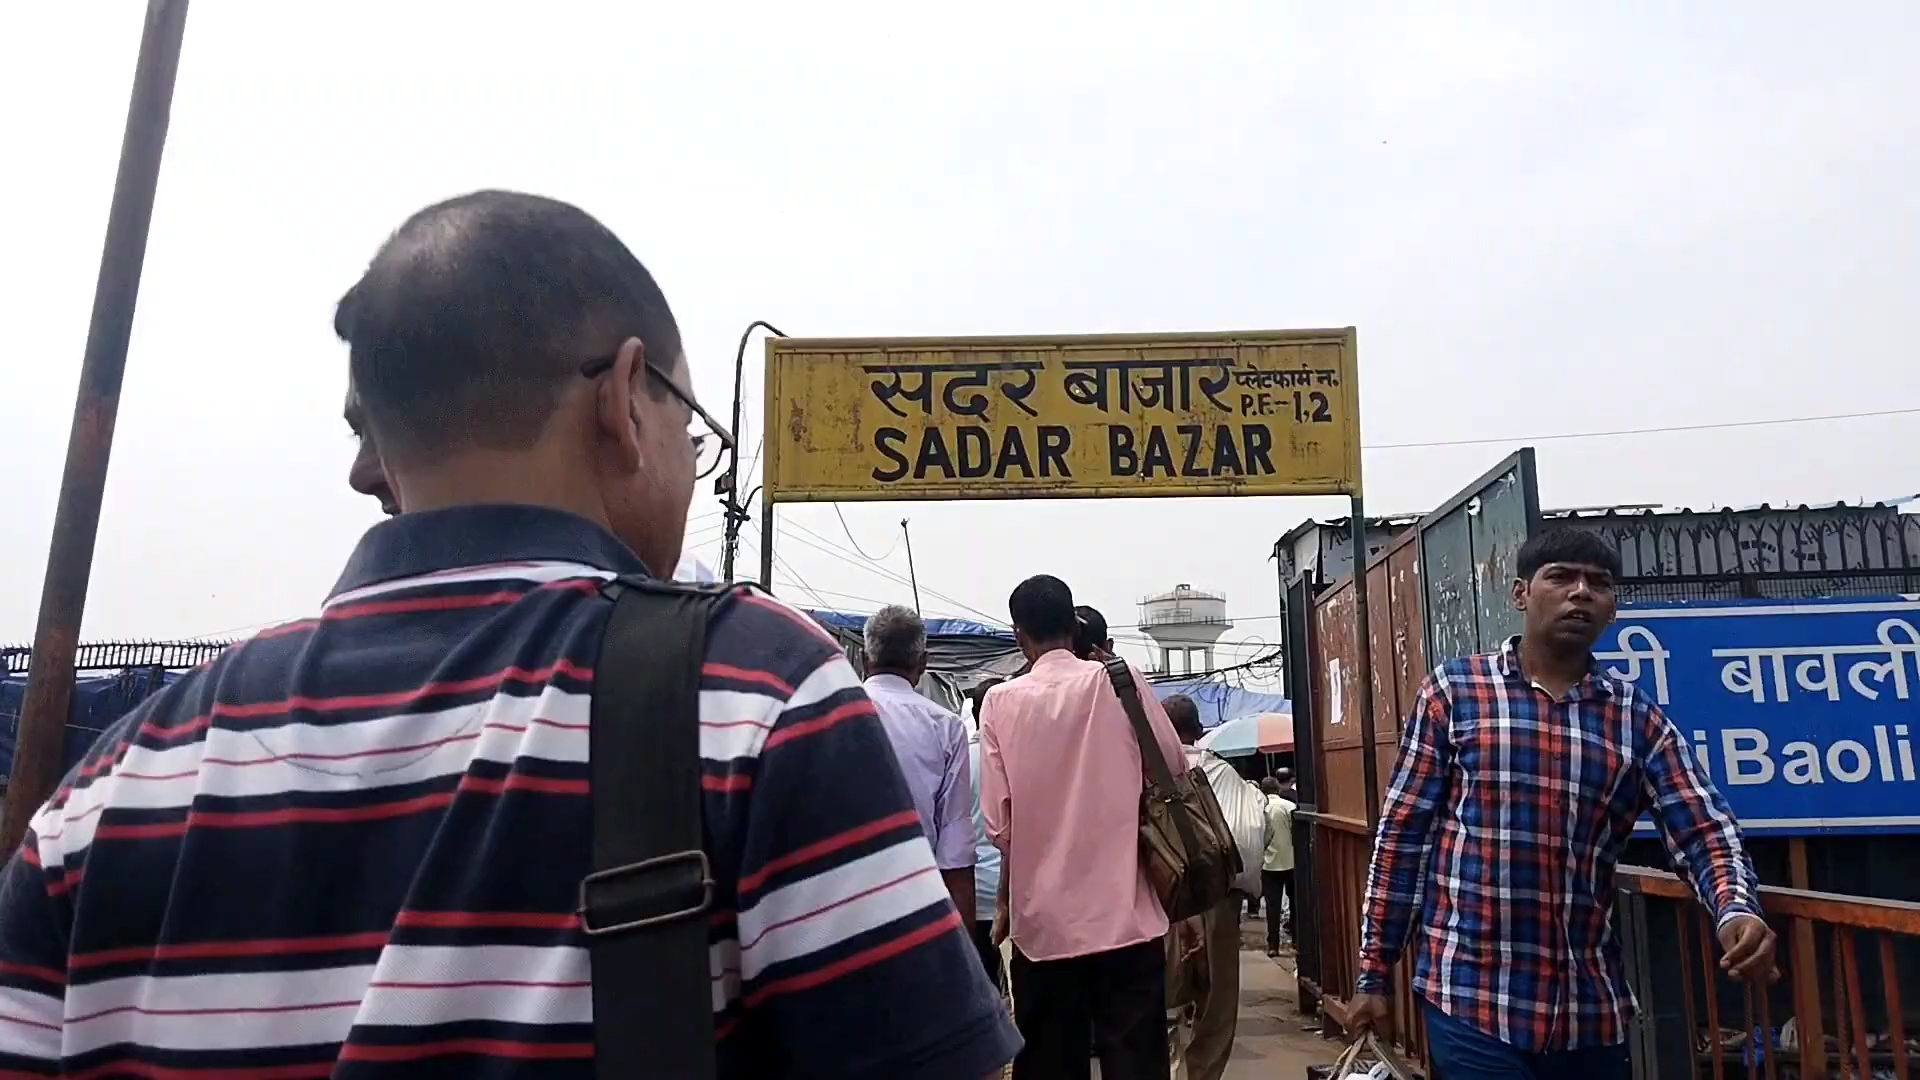 सदर बाजार
प्लेटफार्म न.
P.F.-1,2
SADAR BAZAR
बावली
Baoli